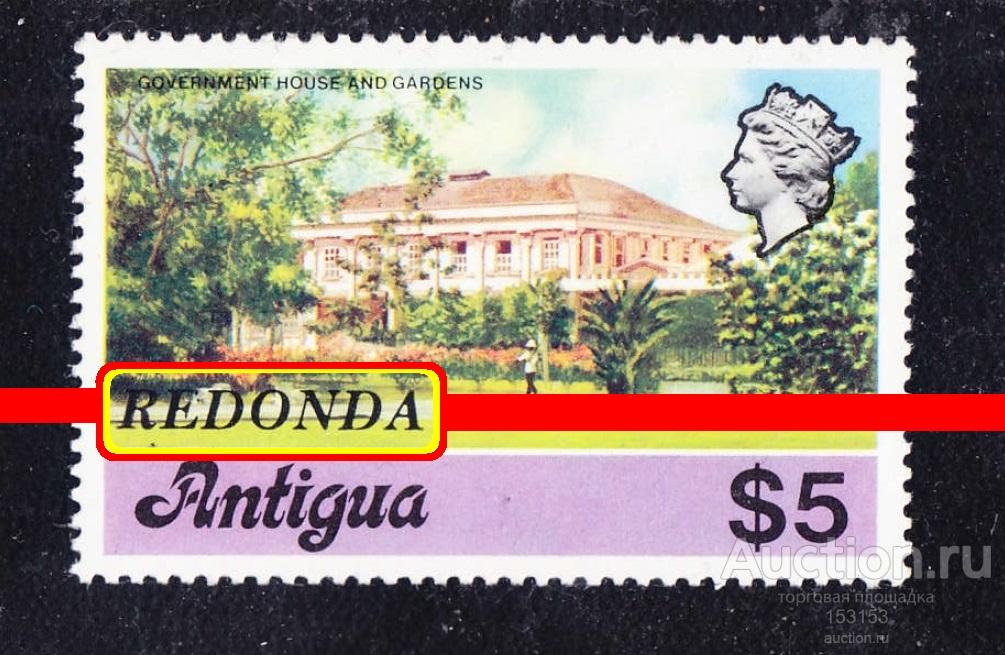 GOVERNMENT HOUSE AND GARDENS
REDONDA
Antigua
$5
Auction.ru
торговая площадка
153153
auction.ru